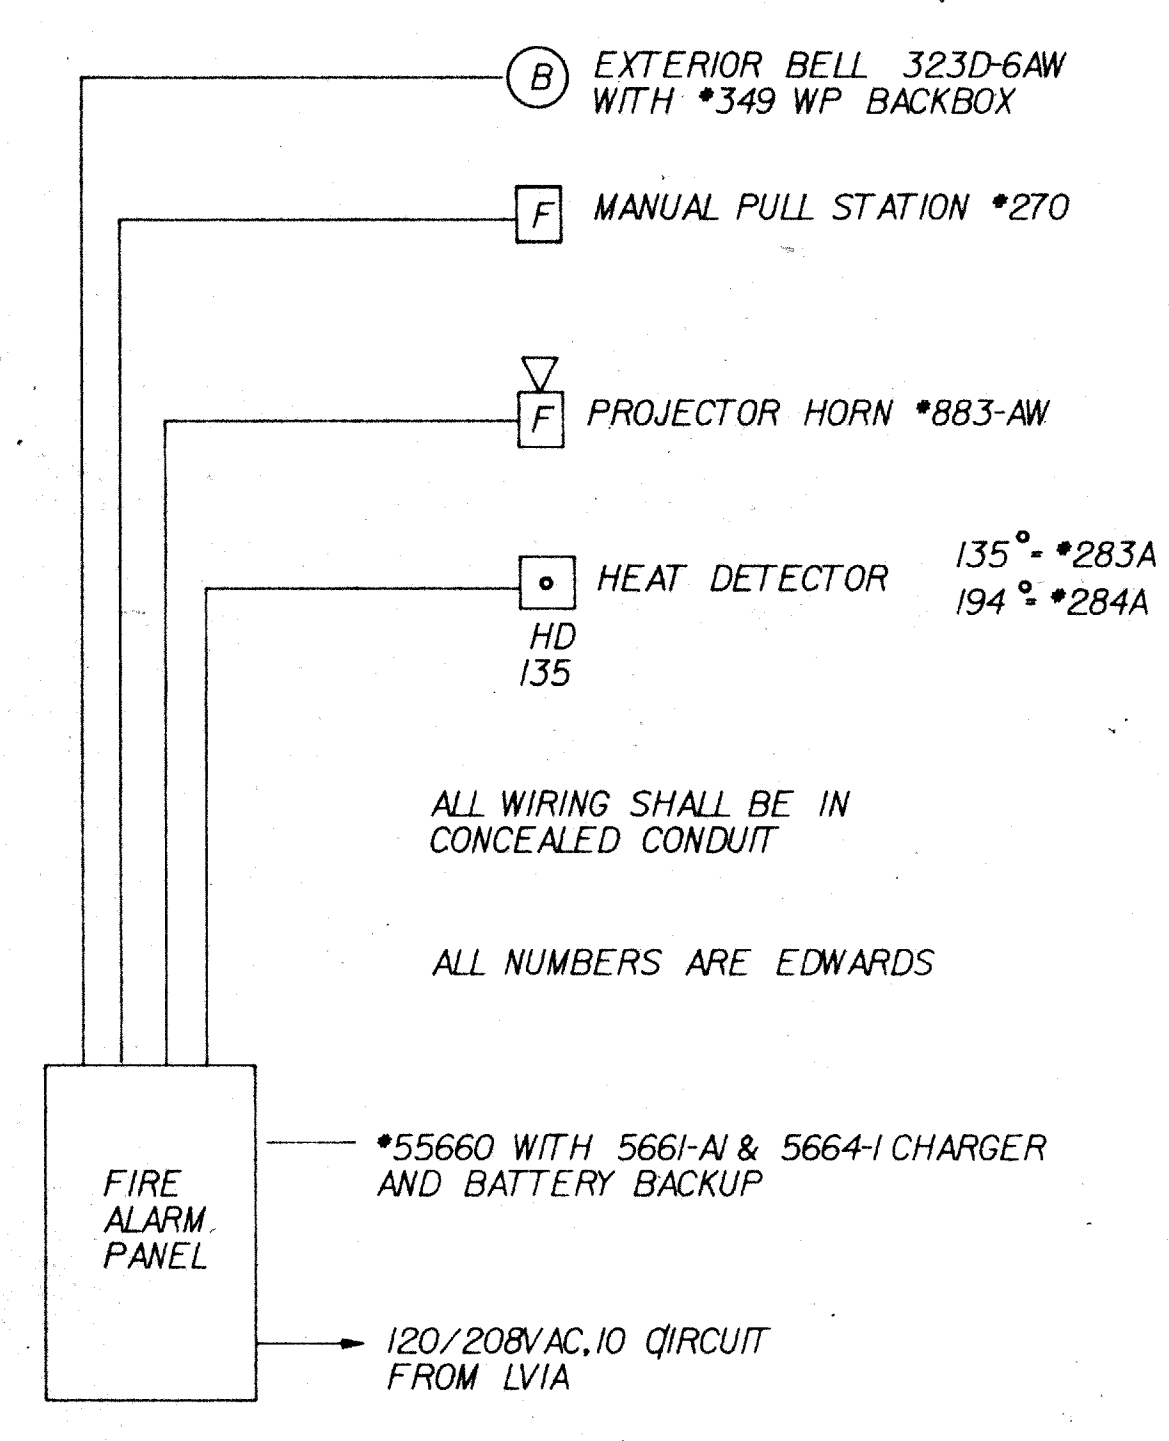 B
EXTERIOR BELL 323D-6AW
WITH #349 WP BACKBOX
F
MANUAL PULL STATION #270
F
PROJECTOR HORN #883-AW
HEAT DETECTOR
135°= #283A
194°= #284A
HD
135
ALL WIRING SHALL BE IN
CONCEALED CONDUIT
ALL NUMBERS ARE EDWARDS
#55660 WITH 5661-A1 & 5664-1 CHARGER
AND BATTERY BACKUP
FIRE
ALARM
PANEL
120/208VAC, 10 CIRCUIT
FROM LV1A